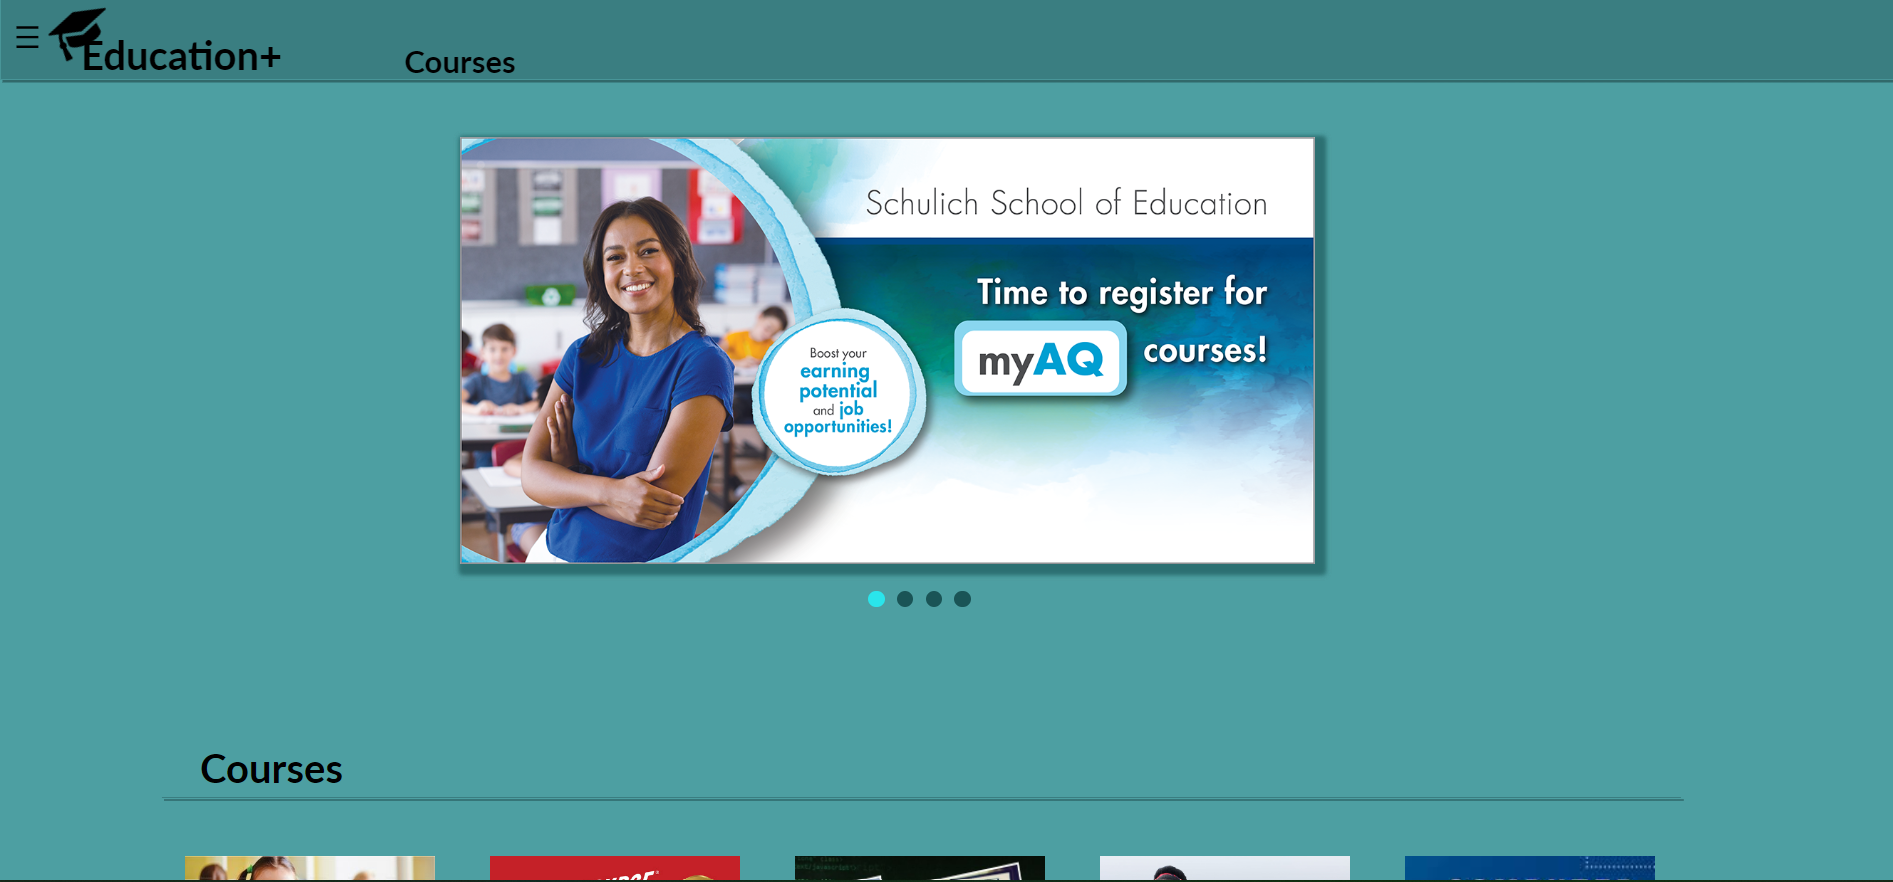 Education+
Courses
Schulich School of Education
Time to register for
myAQ courses!
Boost your
earning
potential
and job
opportunities!
Courses